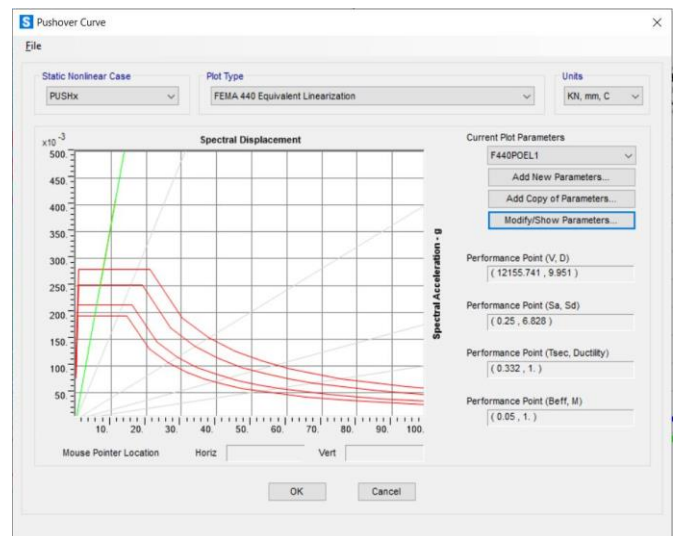 S Pushover Curve
File
Static Nonlinear Case
PUSHx
Plot Type
FEMA 440 Equivalent Linearization
Units
KN, mm, C
x10 -3
Spectral Displacement
500.
450.
400.
350.
300.
250.
200.
150.
100.
50.
10. 20. 30. 40. 50. 60. 70. 80. 90. 100.
Spectral Acceleration - g
Mouse Pointer Location Horiz Vert
Current Plot Parameters
F440POEL1
Add New Parameters...
Add Copy of Parameters...
Modify/Show Parameters...
Performance Point (V, D)
( 12155.741 , 9.951 )
Performance Point (Sa, Sd)
( 0.25 , 6.828 )
Performance Point (Tsec, Ductility)
( 0.332 , 1. )
Performance Point (Beff, M)
( 0.05 , 1. )
OK Cancel